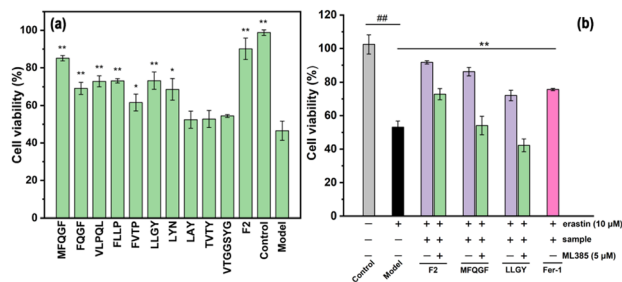 (a)
Cell viability (%)
100
80
60
40
20
0
** ** ** ** * ** * ** **
MFQGF FQGF VLPQL FLLP FVTP LLGY LYN LAY TVTY VTGGSYG F2 Control Model
(b)
Cell viability (%)
120
100
80
60
40
20
0
##
**
– + + + + + + + + erastin (10 μM)
– – + + + + + + + sample
– – – + – + – + – ML385 (5 μM)
Control Model F2 MFQGF LLGY Fer-1